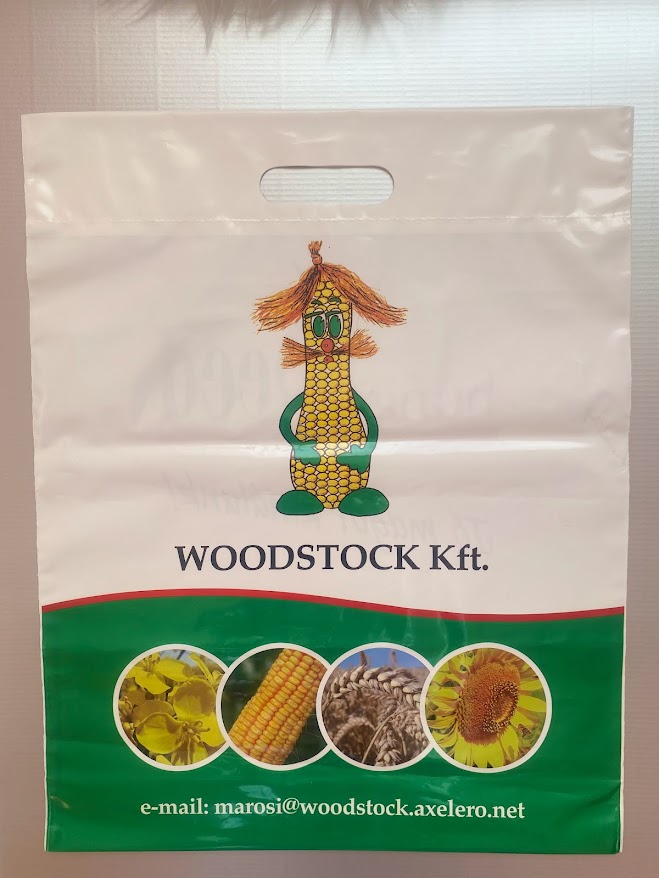 WOODSTOCK Kft.
e-mail: marosi@woodstock.axelero.net